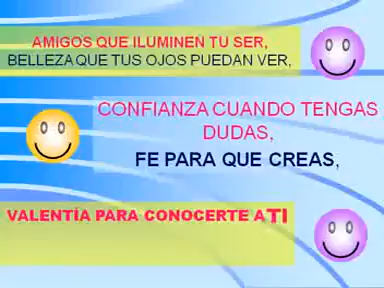 AMIGOS QUE ILUMINEN TU SER,
BELLEZA QUE TUS OJOS PUEDAN VER,
CONFIANZA CUANDO TENGAS
DUDAS,
FE PARA QUE CREAS,
VALENTÍA PARA CONOCERTE A TI